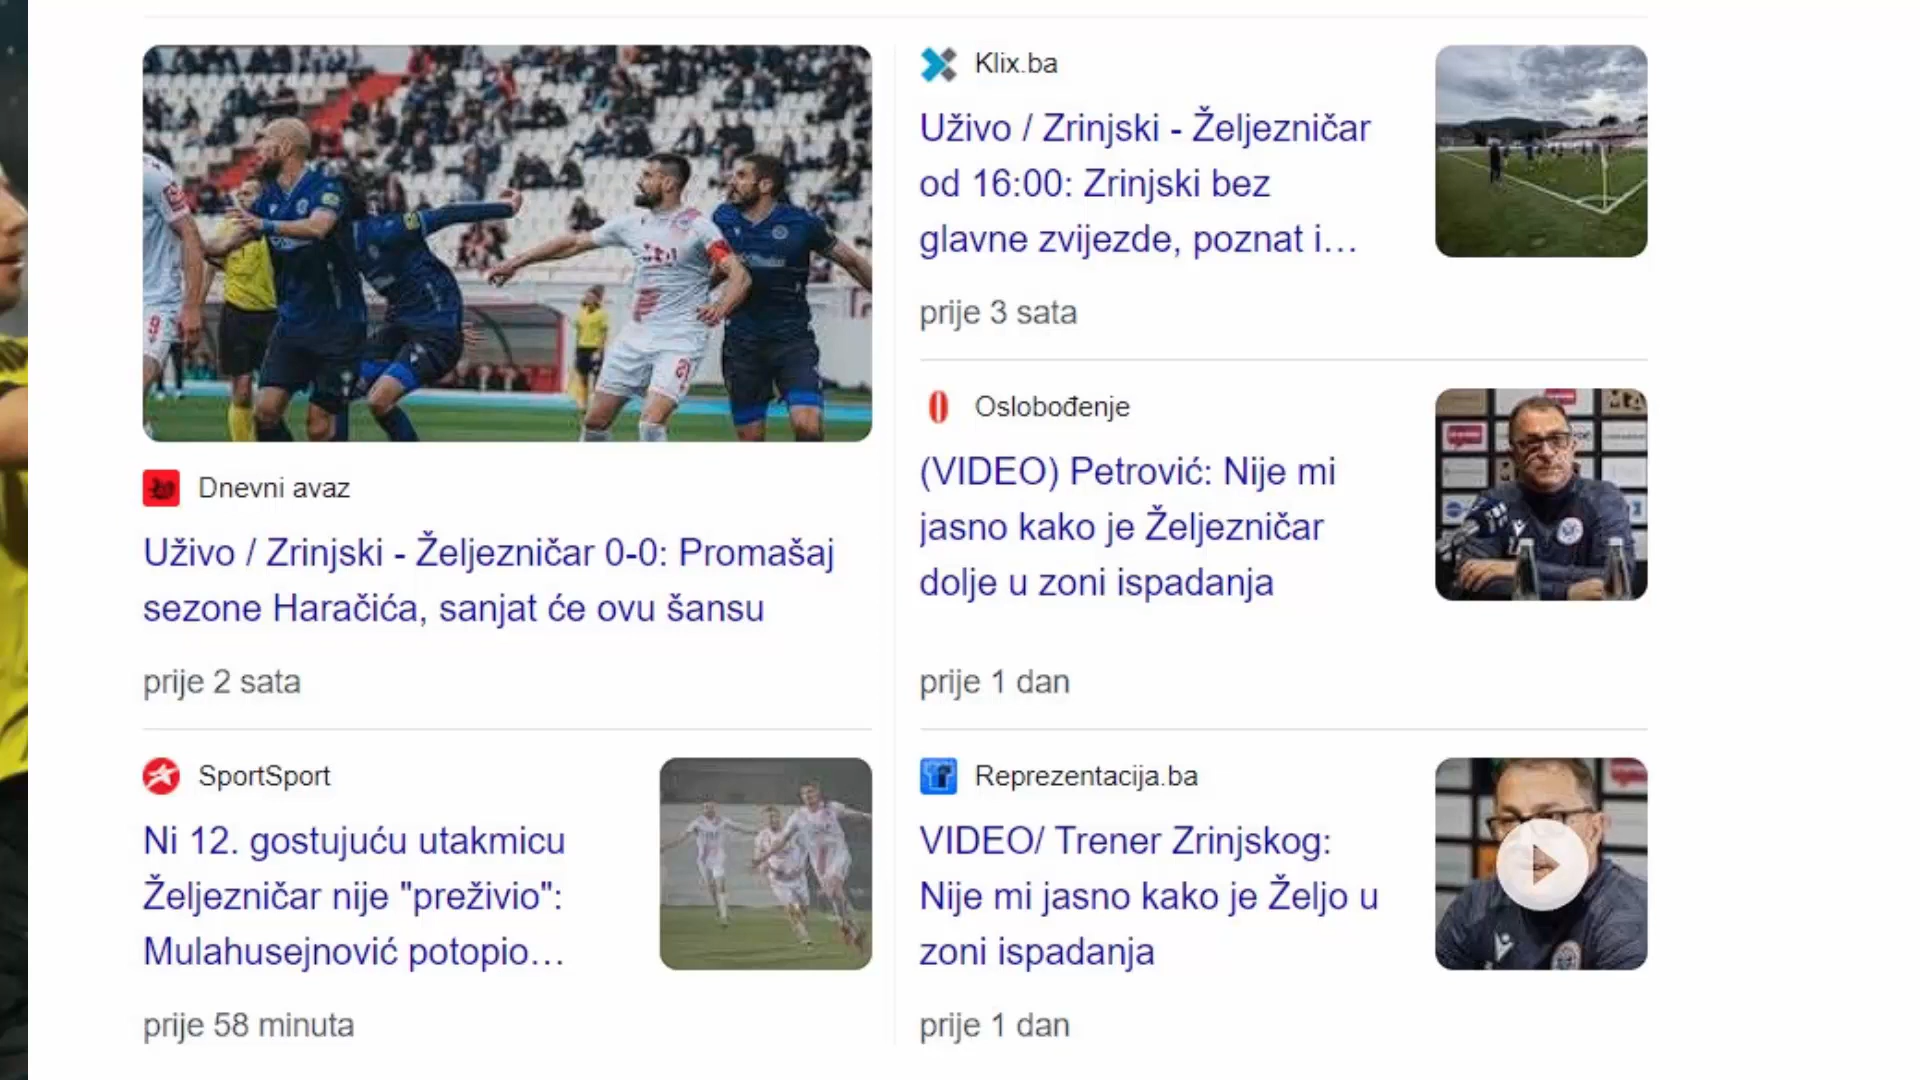 Dnevni avaz
Uživo / Zrinjski - Željezničar 0-0: Promašaj
sezone Haračića, sanjat će ovu šansu
prije 2 sata
SportSport
Ni 12. gostujuću utakmicu
Željezničar nije "preživio":
Mulahusejnović potopio...
prije 58 minuta
Klix.ba
Uživo / Zrinjski - Željezničar
od 16:00: Zrinjski bez
glavne zvijezde, poznat i...
prije 3 sata
Oslobođenje
(VIDEO) Petrović: Nije mi
jasno kako je Željezničar
dolje u zoni ispadanja
prije 1 dan
Reprezentacija.ba
VIDEO/ Trener Zrinjskog:
Nije mi jasno kako je Željo u
zoni ispadanja
prije 1 dan